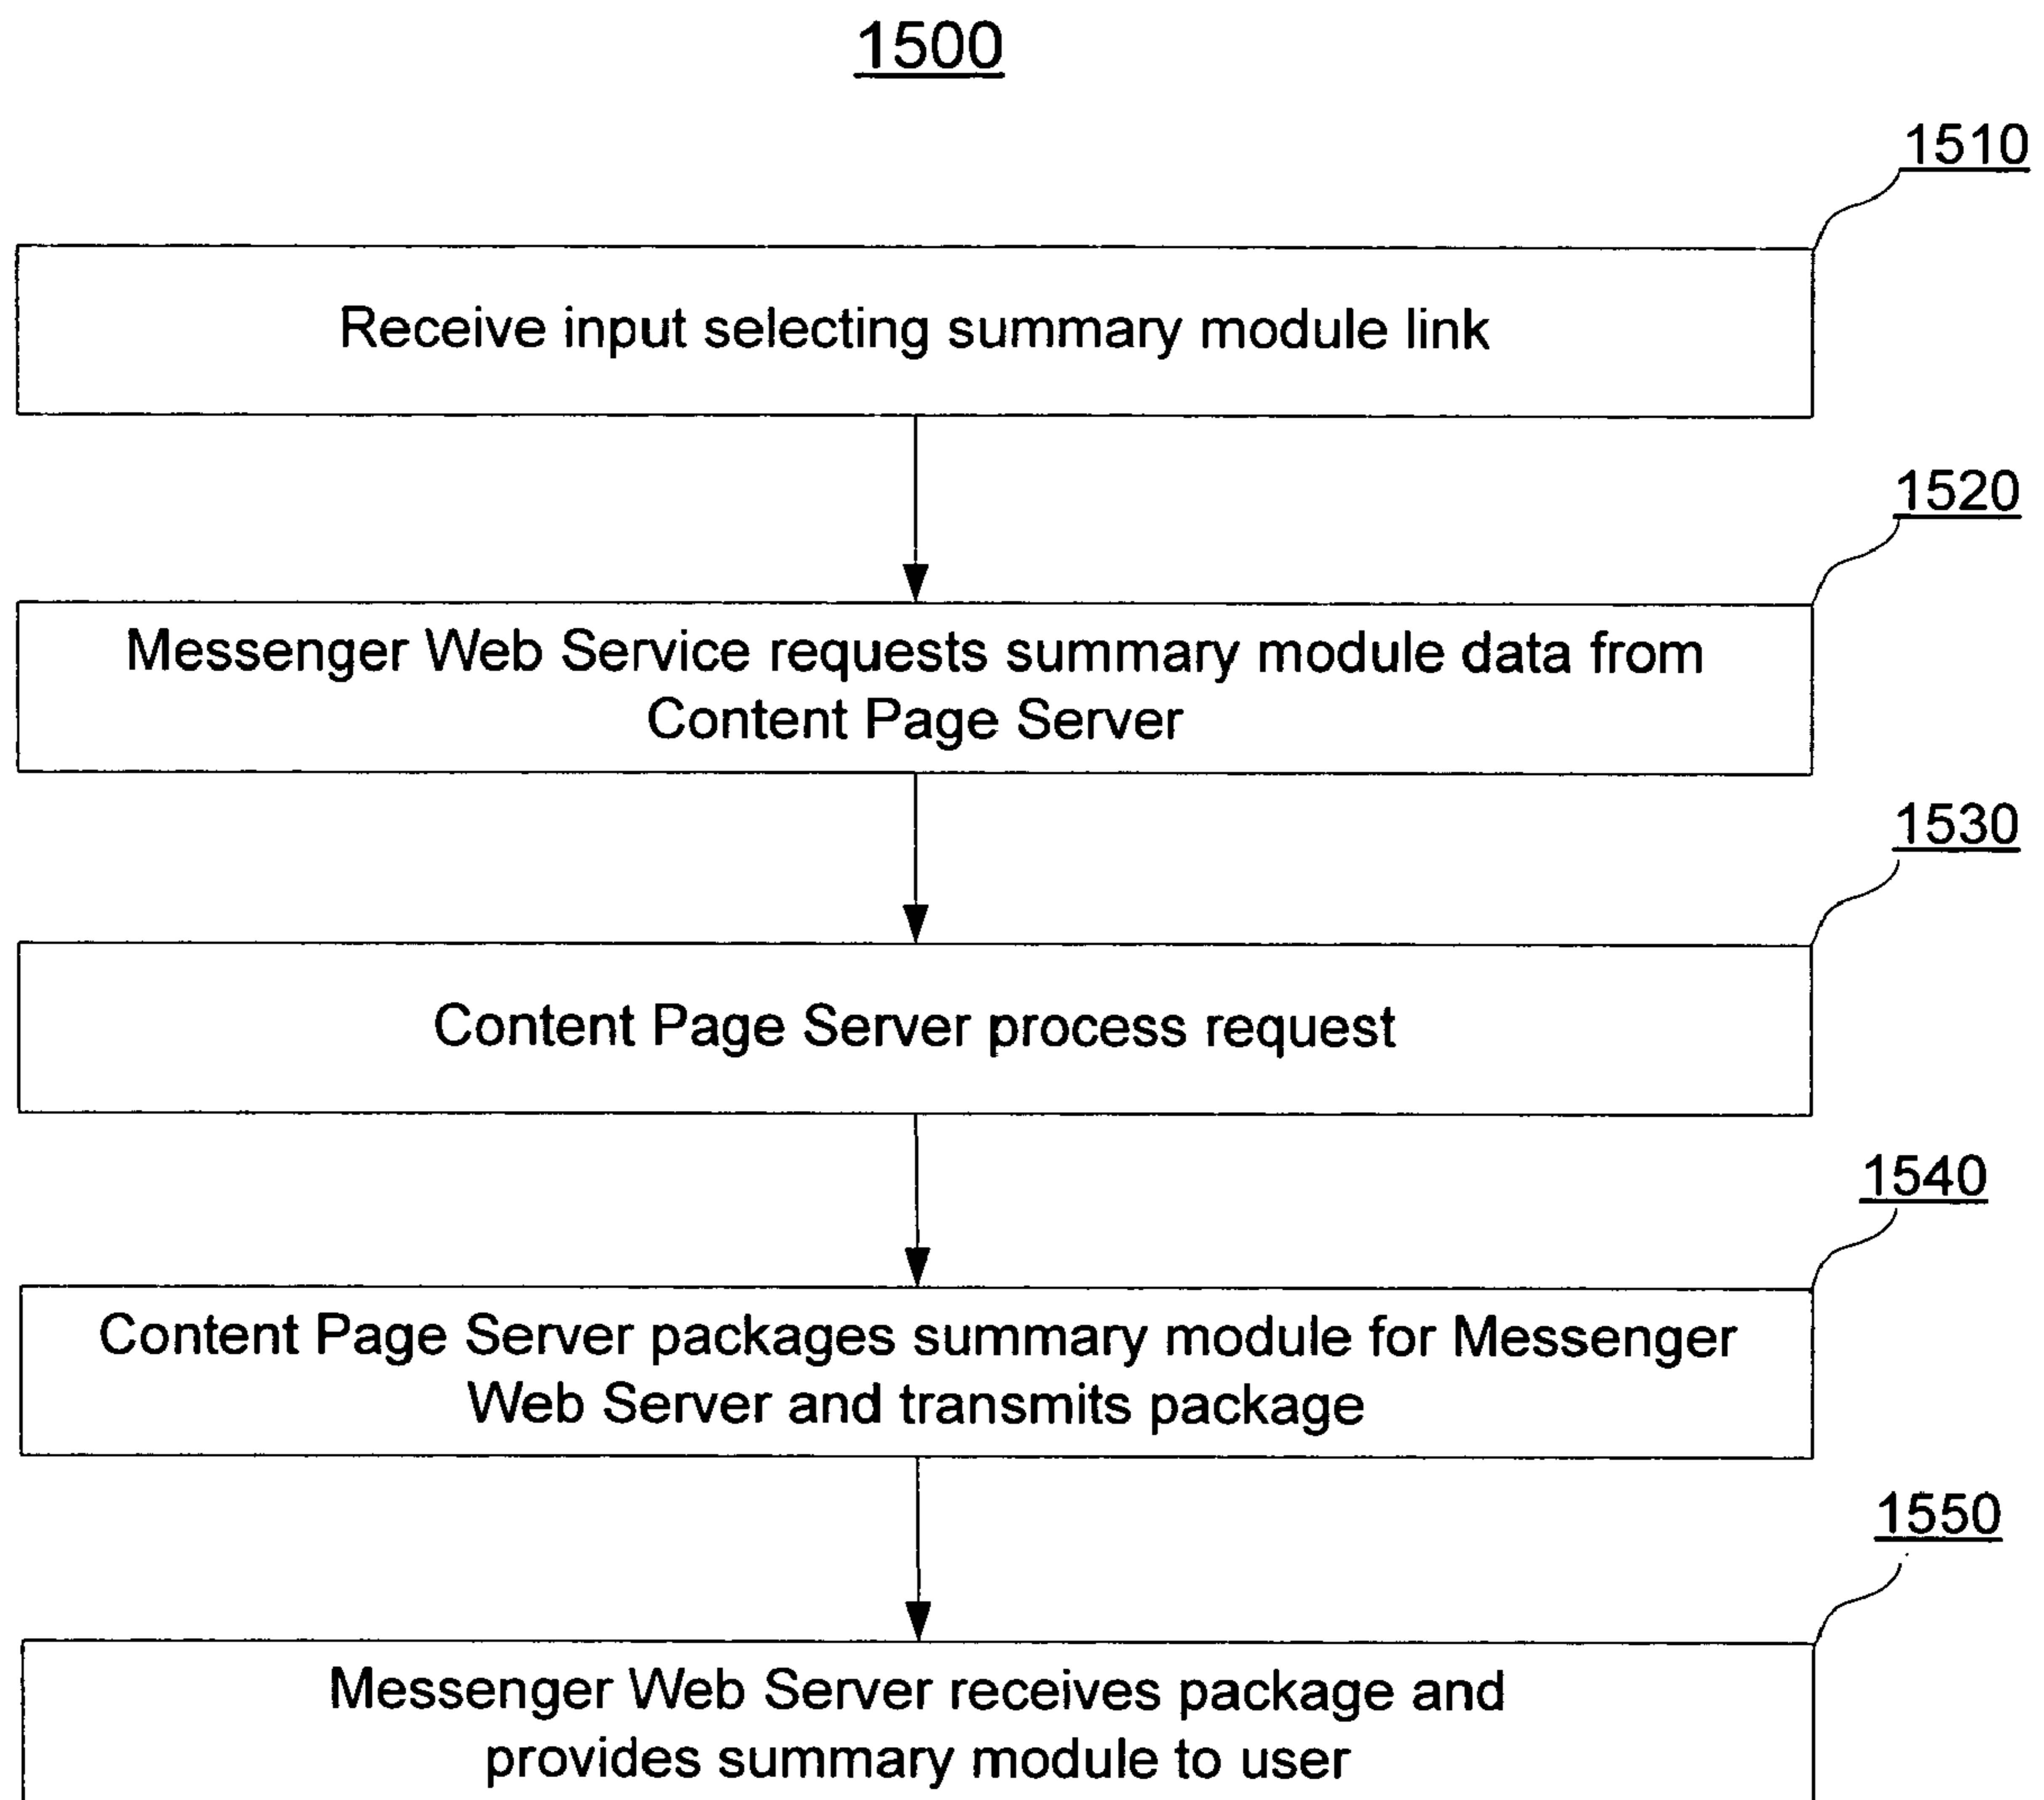 1500
1510
Receive input selecting summary module link
1520
Messenger Web Service requests summary module data from
Content Page Server
1530
Content Page Server process request
1540
Content Page Server packages summary module for Messenger
Web Server and transmits package
1550
Messenger Web Server receives package and
provides summary module to user